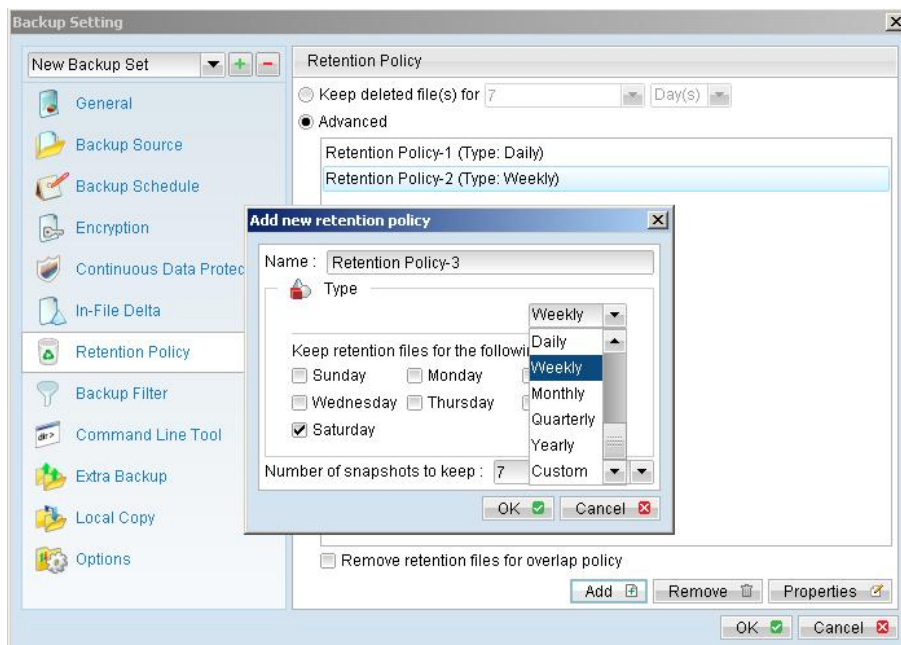 Backup Setting
New Backup Set
General
Backup Source
Backup Schedule
Encryption
Continuous Data Protec
In-File Delta
Retention Policy
Backup Filter
Command Line Tool
Extra Backup
Local Copy
Options
Retention Policy
Keep deleted file(s) for 7 Day(s)
Advanced
Retention Policy-1 (Type: Daily)
Retention Policy-2 (Type: Weekly)
Add new retention policy
Name : Retention Policy-3
Type
Weekly
Keep retention files for the followi
Sunday Monday
Wednesday Thursday
Saturday
Daily
Weekly
Monthly
Quarterly
Yearly
Custom
Number of snapshots to keep : 7
OK Cancel
Remove retention files for overlap policy
Add Remove Properties
OK Cancel